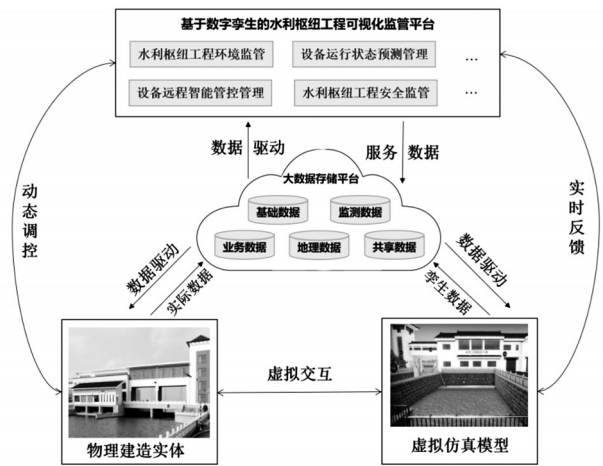 基于数字孪生的水利枢纽工程可视化监管平台
水利枢纽工程环境监管
设备运行状态预测管理
…
设备远程智能管控管理
水利枢纽工程安全监管
…
数据 驱动
服务 数据
大数据存储平台
基础数据
监测数据
业务数据
地理数据
共享数据
动态调控
实时反馈
数据驱动
实际数据
数据驱动
孪生数据
虚拟交互
物理建造实体
虚拟仿真模型